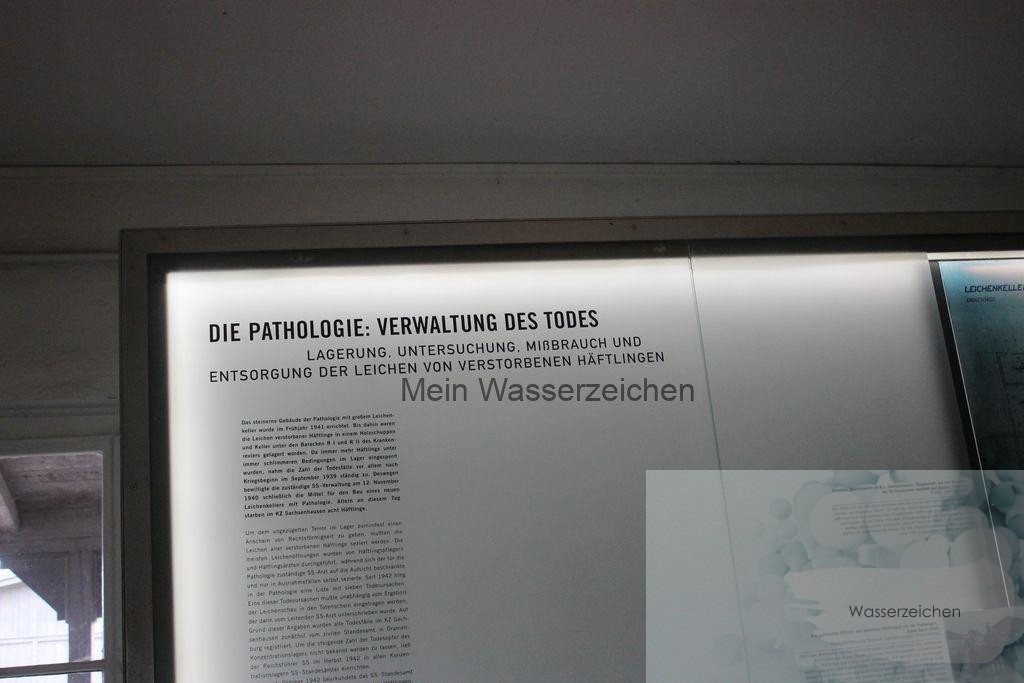 DIE PATHOLOGIE: VERWALTUNG DES TODES
LAGERUNG, UNTERSUCHUNG, MIßBRAUCH UND
ENTSORGUNG DER LEICHEN VON VERSTORBENEN HÄFTLINGEN
Mein Wasserzeichen
Das steinerne Gebäude der Pathologie mit großem Leichen-
keller wurde im Frühjahr 1941 errichtet. Bis dahin waren
die Leichen verstorbener Häftlinge in einem Holzschuppen
und Keller unter den Baracken R I und R II des Kranken-
reviers gelagert worden. Da immer mehr Häftlinge unter
immer schlimmeren Bedingungen im Lager eingesperrt
wurden, nahm die Zahl der Todesfälle vor allem nach
Kriegsbeginn im September 1939 ständig zu. Deswegen
bewilligte die zuständige SS-Verwaltung am 12. November
1940 schließlich die Mittel für den Bau eines neuen
Leichenkellers mit Pathologie. Allein an diesem Tag
starben im KZ Sachsenhausen acht Häftlinge.
Um dem ungezügelten Terror im Lager zumindest einen
Anschein von Rechtsförmigkeit zu geben, mußten die
Leichen aller verstorbenen Häftlinge seziert werden. Die
meisten Leichenöffnungen wurden von Häftlingspflegern
und Häftlingsärzten durchgeführt, während sich der für die
Pathologie zuständige SS-Arzt auf die Aufsicht beschränkte
und nur in Ausnahmefällen selbst sezierte. Seit 1942 hing
in der Pathologie eine Liste mit sieben Todesursachen.
Eine dieser Todesursachen mußte unabhängig vom Ergebnis
der Leichenschau in den Totenschein eingetragen werden,
der dann vom Leitenden SS-Arzt unterschrieben wurde. Auf
Grund dieser Angaben wurden alle Todesfälle im KZ Sach-
senhausen zunächst vom zivilen Standesamt in Oranien-
burg registriert. Um die steigende Zahl der Todesopfer des
Konzentrationslagers nicht bekannt werden zu lassen, ließ
der Reichsführer SS im Herbst 1942 in allen Konzen-
trationslagern SS-Standesämter einrichten.
Oktober 1942 beurkundete das SS-Standesamt
LEICHENKELLER
Wasserzeichen